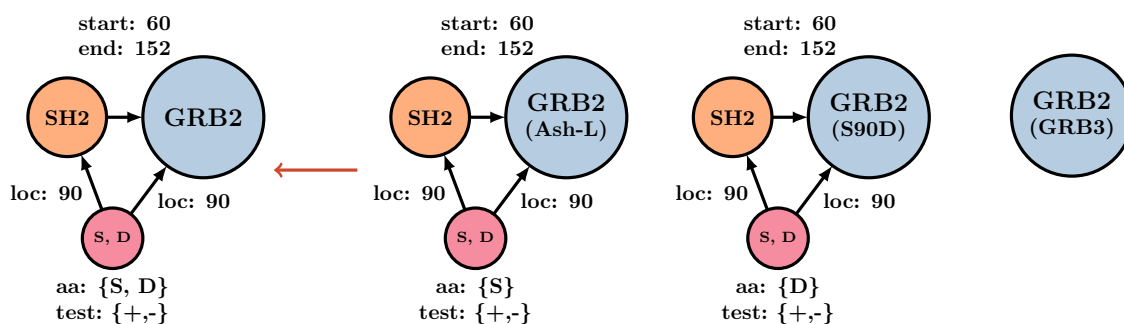 start: 60
end: 152
SH2
GRB2
loc: 90
loc: 90
S, D
aa: {S, D}
test: {+,-}
start: 60
end: 152
SH2
GRB2
(Ash-L)
loc: 90
loc: 90
S, D
aa: {S}
test: {+,-}
start: 60
end: 152
SH2
GRB2
(S90D)
loc: 90
loc: 90
S, D
aa: {D}
test: {+,-}
GRB2
(GRB3)